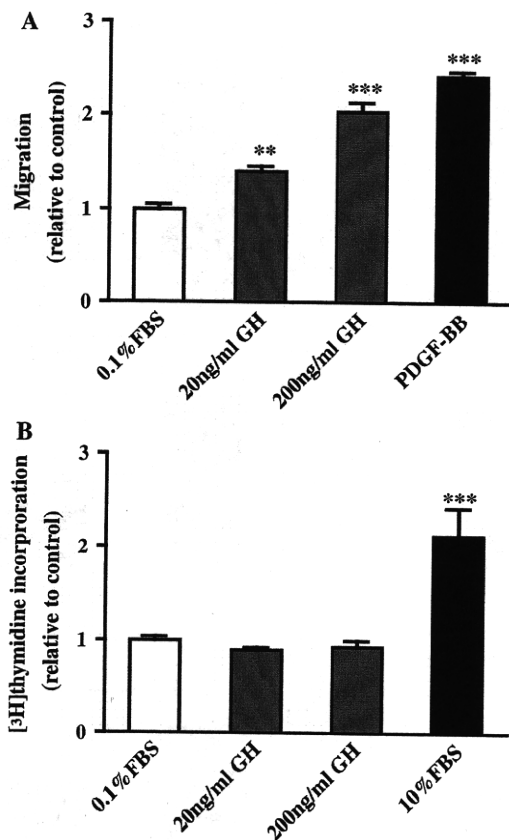 A
3
2
1
0
Migration
(relative to control)
**
***
***
0.1%FBS
20ng/ml GH
200ng/ml GH
PDGF-BB
B
3
2
1
0
[3H]thymidine incorproration
(relative to control)
***
0.1%FBS
20ng/ml GH
200ng/ml GH
10%FBS